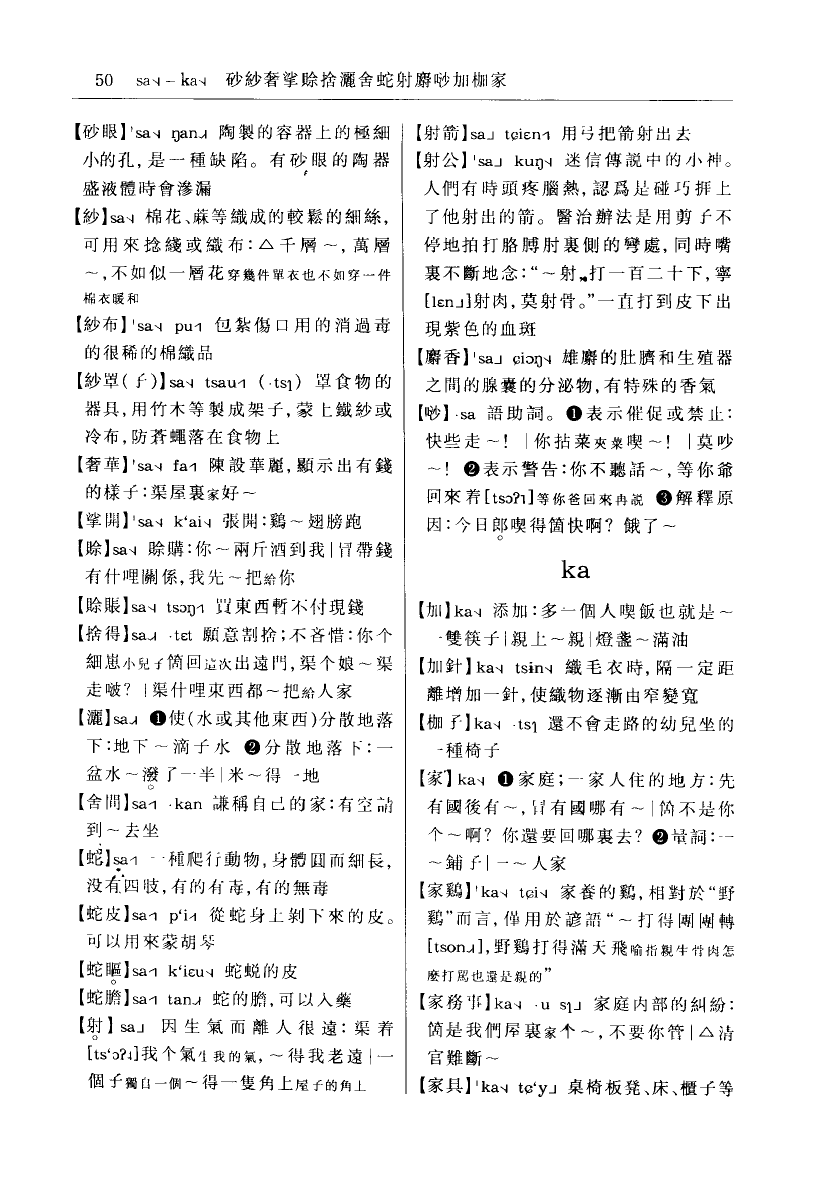 50 sa˧ – ka˧ 砂紗奢挲賒捨灑舍蛇射麝唦加枷家
【砂眼】'sa˧ ŋan˩ 陶製的容器上的極細
小的孔,是一種缺陷。有砂眼的陶器
盛液體時會滲漏
【紗】sa˧ 棉花、蔴等織成的較鬆的細絲,
可用來捻綫或織布:△千層～,萬層
～,不如似一層花穿幾件單衣也不如穿一件
棉衣暖和
【紗布】'sa˧ pu˧ 包紮傷口用的消過毒
的很稀的棉織品
【紗罩(子)】sa˧ tsau˧ (·tsɿ) 罩食物的
器具,用竹木等製成架子,蒙上鐵紗或
冷布,防蒼蠅落在食物上
【奢華】'sa˧ fa˧ 陳設華麗,顯示出有錢
的樣子:渠屋裏家好～
【挲開】'sa˧ k‘ai˧ 張開:鷄～翅膀跑
【賒】sa˧ 賒購:你～兩斤酒到我|冒帶錢
有什哩關係,我先～把給你
【賒賬】sa˧ tsɔŋ˧ 買東西暫不付現錢
【捨得】sa˩ ·tɛt 願意割捨;不吝惜:你个
細崽小兒子箇回這次出遠門,渠个娘～渠
走啵?|渠什哩東西都～把給人家
【灑】sa˩ ❶使(水或其他東西)分散地落
下:地下～滴子水 ❷分散地落下:一
盆水～潑了一半|米～得一地
【舍間】sa˧ ·kan 謙稱自己的家:有空請
到～去坐
【蛇】sa˧ 一種爬行動物,身體圓而細長,
没有四肢,有的有毒,有的無毒
【蛇皮】sa˧ p‘i˧ 從蛇身上剝下來的皮。
可以用來蒙胡琴
【蛇䐃】sa˧ k‘iɛu˧ 蛇蜕的皮
【蛇膽】sa˧ tan˩ 蛇的膽,可以入藥
【射】sa˩ 因生氣而離人很遠:渠着
[ts‘ɔʔ˩]我个氣生我的氣,～得我老遠|一
個子獨自一個～得一隻角上屋子的角上
【射箭】sa˩ tɕiɛn˧ 用弓把箭射出去
【射公】'sa˩ kuŋ˧ 迷信傳説中的小神。
人們有時頭疼腦熱,認爲是碰巧捱上
了他射出的箭。醫治辦法是用剪子不
停地拍打胳膊肘裏側的彎處,同時嘴
裏不斷地念:“～射,打一百二十下,寧
[lɛn˩]射肉,莫射骨。”一直打到皮下出
現紫色的血斑
【麝香】'sa˩ ɕiɔŋ˧ 雄麝的肚臍和生殖器
之間的腺囊的分泌物,有特殊的香氣
【唦】·sa 語助詞。❶表示催促或禁止:
快些走～!|你拈菜夾菜喫～!|莫吵
～! ❷表示警告:你不聽話～,等你爺
回來着[tsɔʔ˥]等你爸回來再説 ❸解釋原
因:今日郎喫得箇快啊?餓了～
ka
【加】ka˧ 添加:多一個人喫飯也就是～
一雙筷子|親上～親|燈盞～滿油
【加針】ka˧ tsin˧ 織毛衣時,隔一定距
離增加一針,使織物逐漸由窄變寬
【枷子】ka˧ ·tsɿ 還不會走路的幼兒坐的
一種椅子
【家】ka˧ ❶家庭;一家人住的地方:先
有國後有～,冒有國哪有～|箇不是你
个～啊?你還要回哪裏去?❷量詞:一
～鋪子|一～人家
【家鷄】'ka˧ tɕi˧ 家養的鷄,相對於“野
鷄”而言,僅用於諺語“～打得團團轉
[tsɔn˩],野鷄打得滿天飛喻指親生骨肉怎
麼打罵也還是親的”
【家務事】ka˧ ·u sɿ˩ 家庭内部的糾紛:
箇是我們屋裏家个～,不要你管|△清
官難斷～
【家具】'ka˧ tɕ‘y˩ 桌椅板凳、床、櫃子等